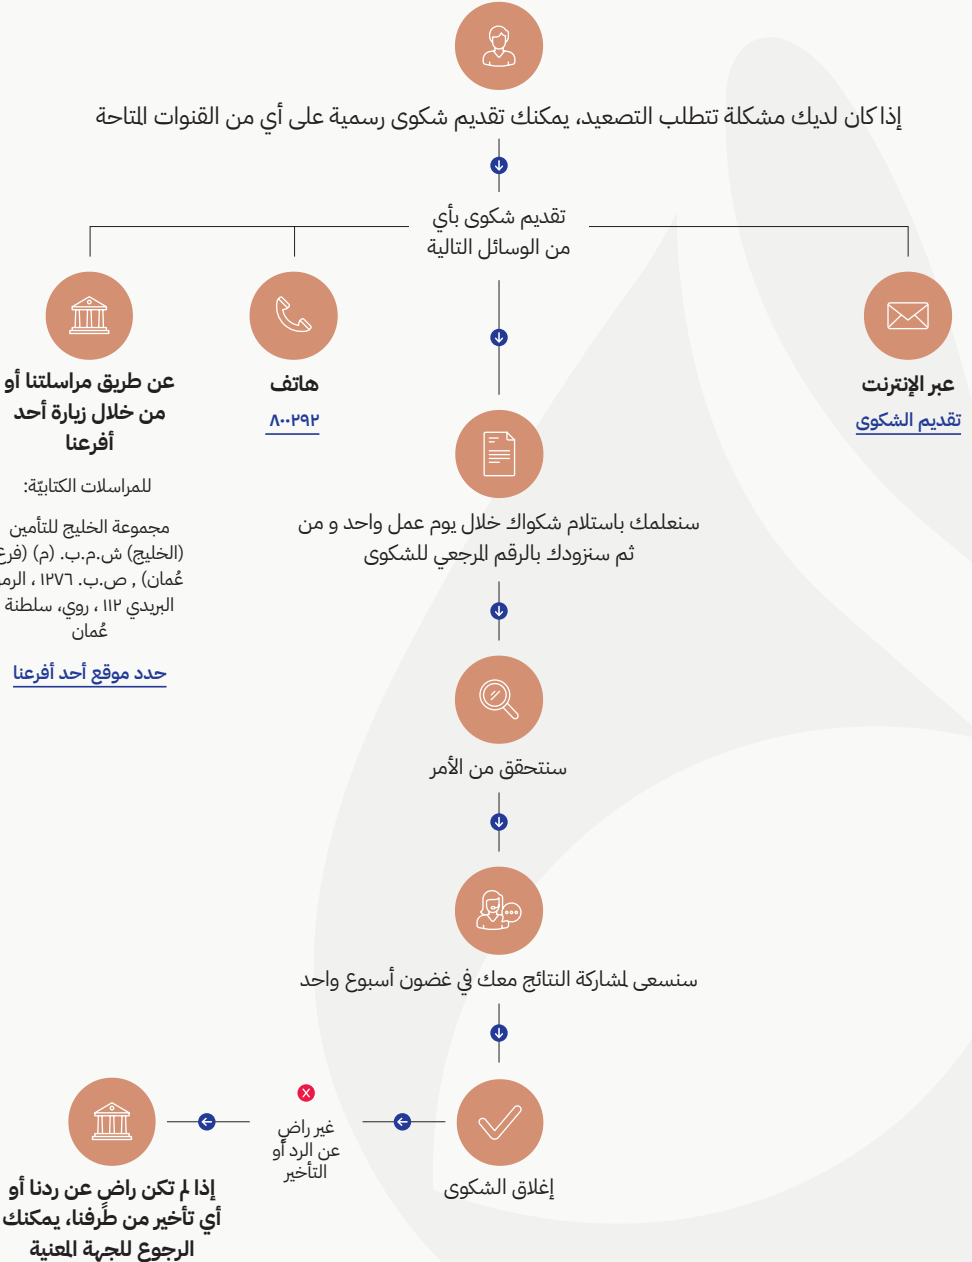 إذا كان لديك مشكلة تتطلب التصعيد، يمكنك تقديم شكوى رسمية على أي من القنوات المتاحة
تقديم شكوى بأي
من الوسائل التالية
عبر الإنترنت
تقديم الشكوى
هاتف
٨٠٠٢٩٢
عن طريق مراسلتنا أو
من خلال زيارة أحد
أفرعنا
للمراسلات الكتابيّة:
مجموعة الخليج للتأمين
(الخليج) ش.م.ب. (م) (فرع
عُمان) , ص.ب. ١٢٧٦ ، الرمز
البريدي ١١٢ ، روي، سلطنة
عُمان
حدد موقع أحد أفرعنا
سنعلمك باستلام شكواك خلال يوم عمل واحد و من
ثم سنزودك بالرقم المرجعي للشكوى
سنتحقق من الأمر
سنسعى لمشاركة النتائج معك في غضون أسبوع واحد
إغلاق الشكوى
غير راضٍ
عن الرد أو
التأخير
إذا لم تكن راضٍ عن ردنا أو
أي تأخير من طرفنا، يمكنك
الرجوع للجهة المعنية